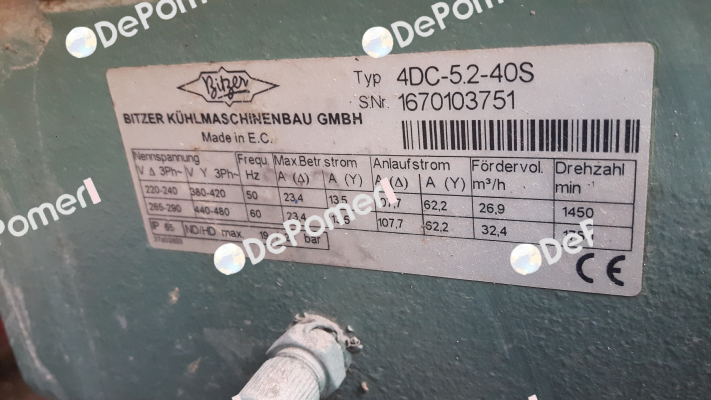 Bitzer
Typ 4DC-5.2-40S
S.Nr. 1670103751
BITZER KÜHLMASCHINENBAU GMBH
Made in E.C.
Nennspannung Frequ. Max.Betr strom Anlaufstrom Fördervol. Drehzahl
V Δ 3Ph~ V Y 3Ph~ Hz A (Δ) A (Y) A (Δ) A (Y) m³/h min
220-240 380-420 50 23,4 13,5 62,2 26,9 1450
265-290 440-480 60 23,4 107,7 62,2 32,4
IP 65 ND/HD max. bar
CE
DePomeri
DePomeri
DePomeri
DePomeri
DePomeri